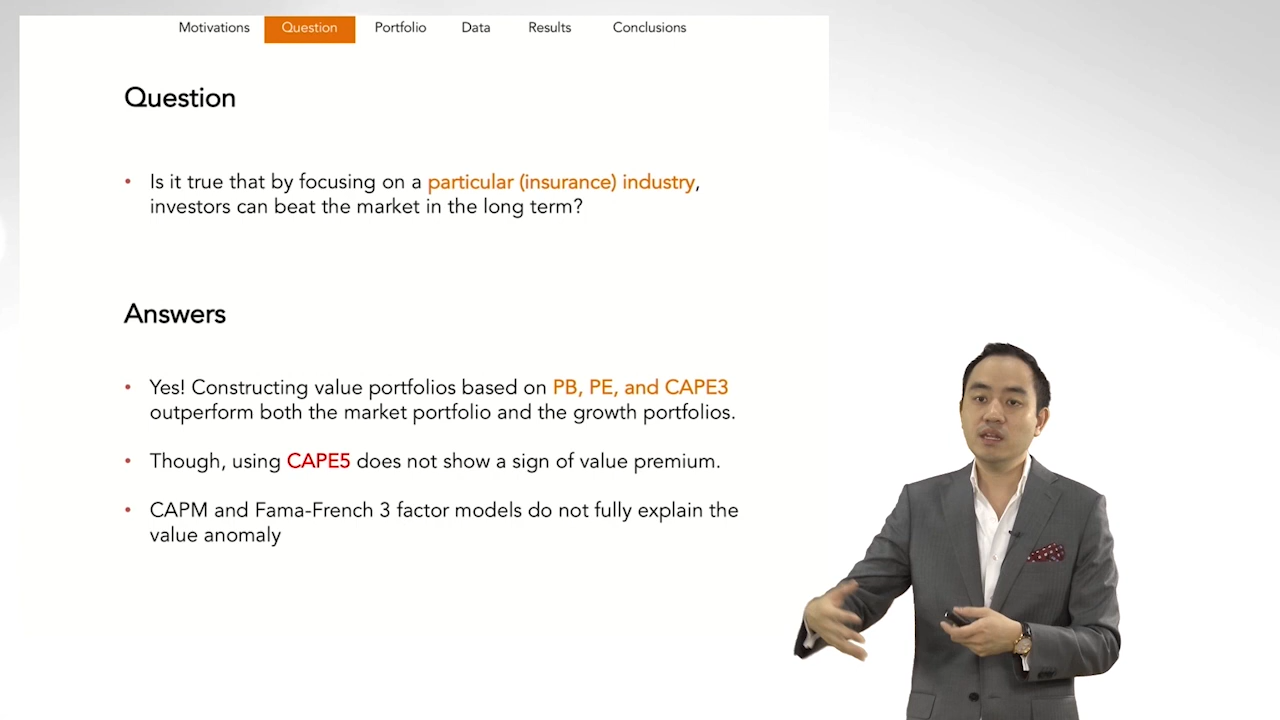 Motivations Question Portfolio Data Results Conclusions
Question
• Is it true that by focusing on a particular (insurance) industry,
investors can beat the market in the long term?
Answers
• Yes! Constructing value portfolios based on PB, PE, and CAPE3
outperform both the market portfolio and the growth portfolios.
• Though, using CAPE5 does not show a sign of value premium.
• CAPM and Fama-French 3 factor models do not fully explain the
value anomaly